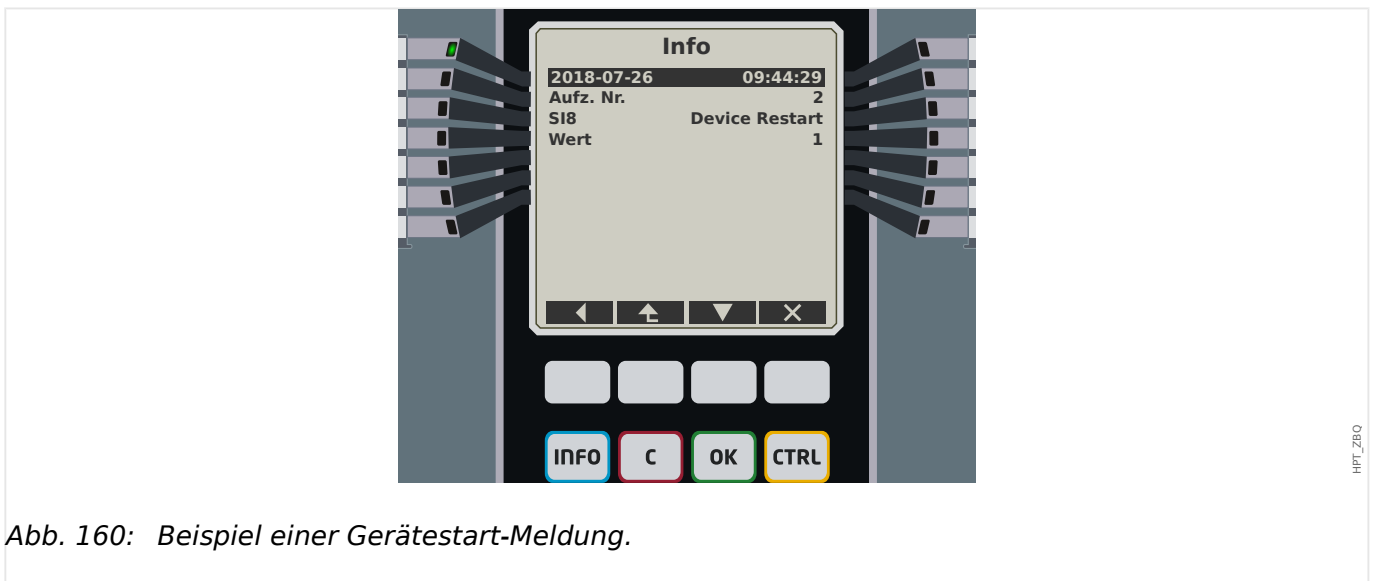 Info
2018-07-26 09:44:29
Aufz. Nr. 2
SI8 Device Restart
Wert 1
INFO C OK CTRL
HPT_ZBQ
Abb. 160: Beispiel einer Gerätestart-Meldung.